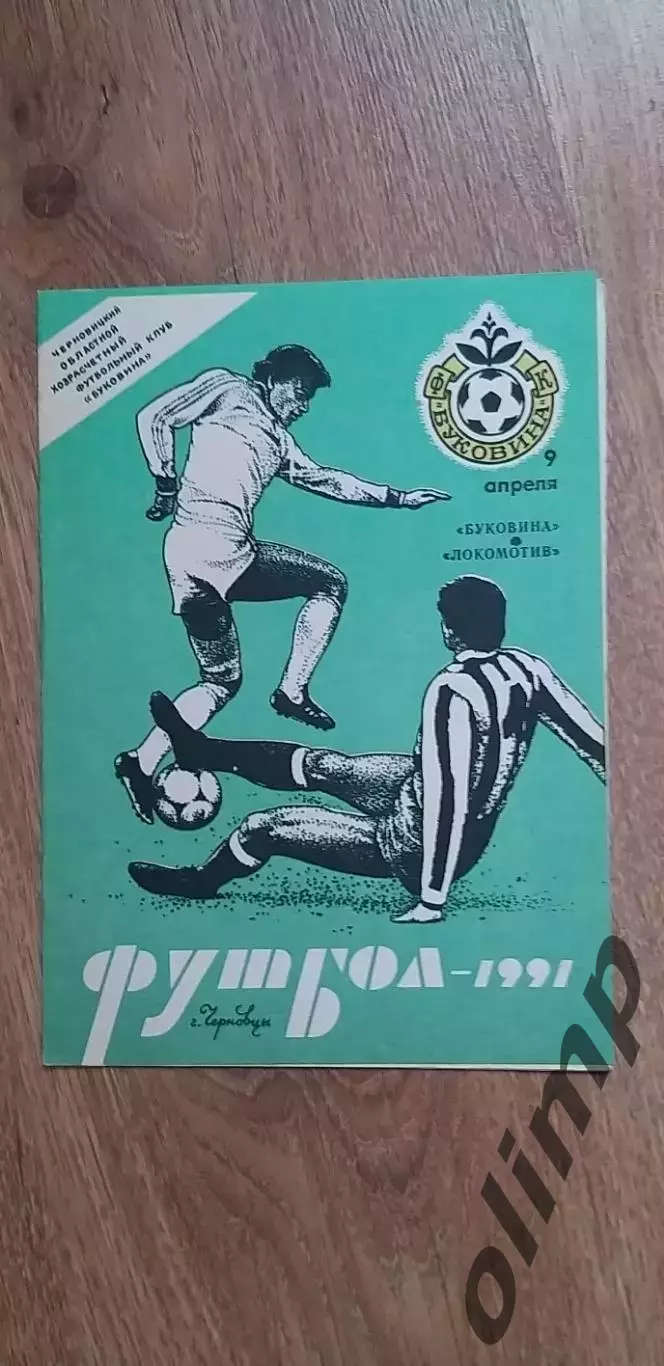 ЧЕРНОВИЦКИЙ
ОБЛАСТНОЙ
ХОЗРАСЧЕТНЫЙ
ФУТБОЛЬНЫЙ КЛУБ
«БУКОВИНА»
Ф «БУКОВИНА» К
9
апреля
«БУКОВИНА»
«ЛОКОМОТИВ»
ФУТБОЛ-1991
г. Черновцы
olimp